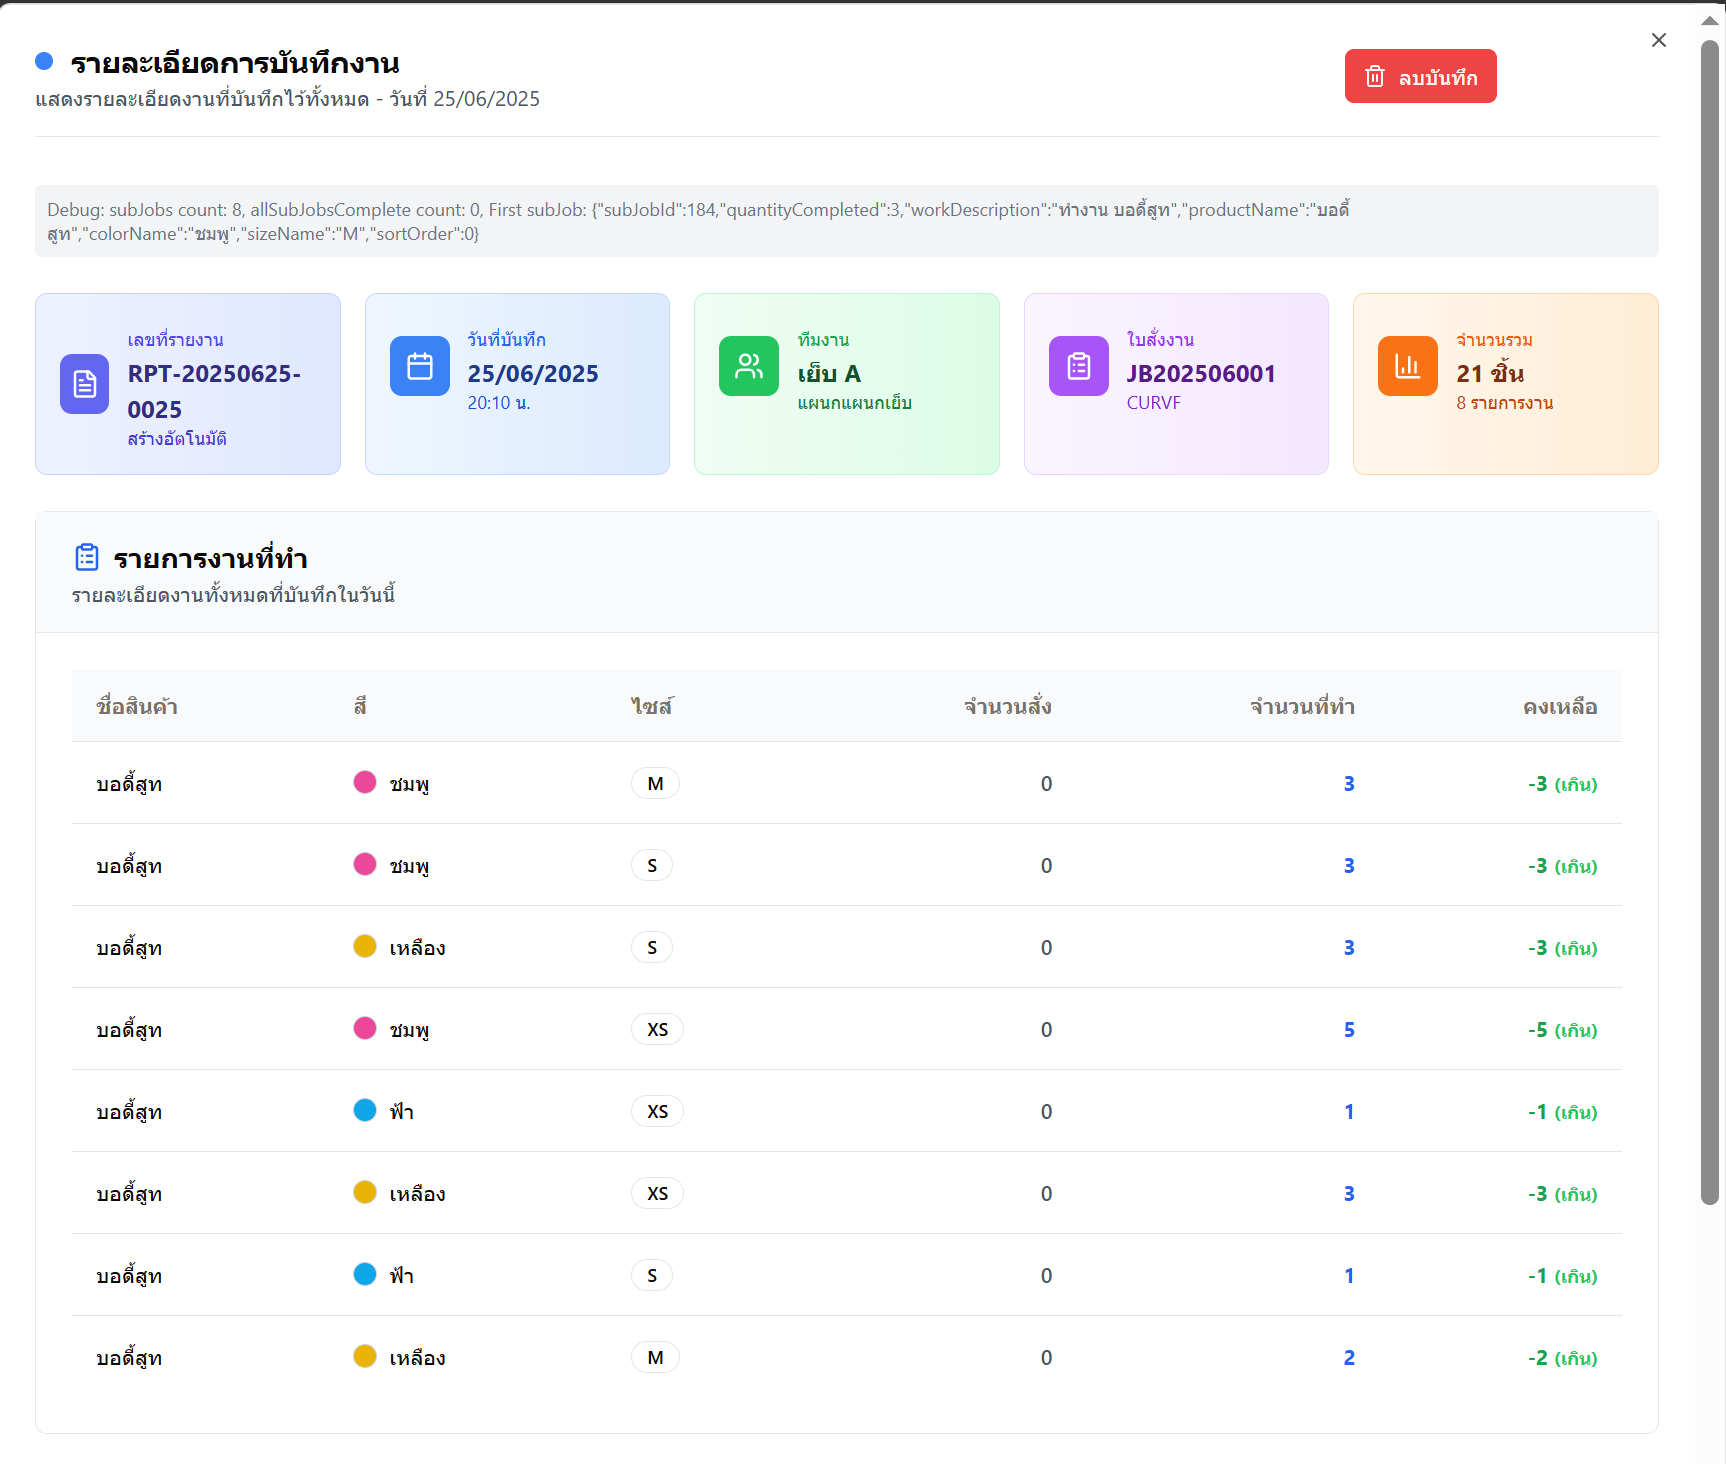 รายละเอียดการบันทึกงาน
แสดงรายละเอียดงานที่บันทึกไว้ทั้งหมด - วันที่ 25/06/2025
ลบบันทึก
Debug: subJobs count: 8, allSubJobsComplete count: 0, First subJob: {"subJobId":184,"quantityCompleted":3,"workDescription":"ทำงาน บอดี้สูท","productName":"บอดี้
สูท","colorName":"ชมพู","sizeName":"M","sortOrder":0}
เลขที่รายงาน
RPT-20250625-
0025
สร้างอัตโนมัติ
วันที่บันทึก
25/06/2025
20:10 น.
ทีมงาน
เย็บ A
แผนกแผนกเย็บ
ใบสั่งงาน
JB202506001
CURVF
จำนวนรวม
21 ชิ้น
8 รายการงาน
รายการงานที่ทำ
รายละเอียดงานทั้งหมดที่บันทึกในวันนี้
ชื่อสินค้า สี ไซส์ จำนวนสั่ง จำนวนที่ทำ คงเหลือ
บอดี้สูท ชมพู M 0 3 -3 (เกิน)
บอดี้สูท ชมพู S 0 3 -3 (เกิน)
บอดี้สูท เหลือง S 0 3 -3 (เกิน)
บอดี้สูท ชมพู XS 0 5 -5 (เกิน)
บอดี้สูท ฟ้า XS 0 1 -1 (เกิน)
บอดี้สูท เหลือง XS 0 3 -3 (เกิน)
บอดี้สูท ฟ้า S 0 1 -1 (เกิน)
บอดี้สูท เหลือง M 0 2 -2 (เกิน)